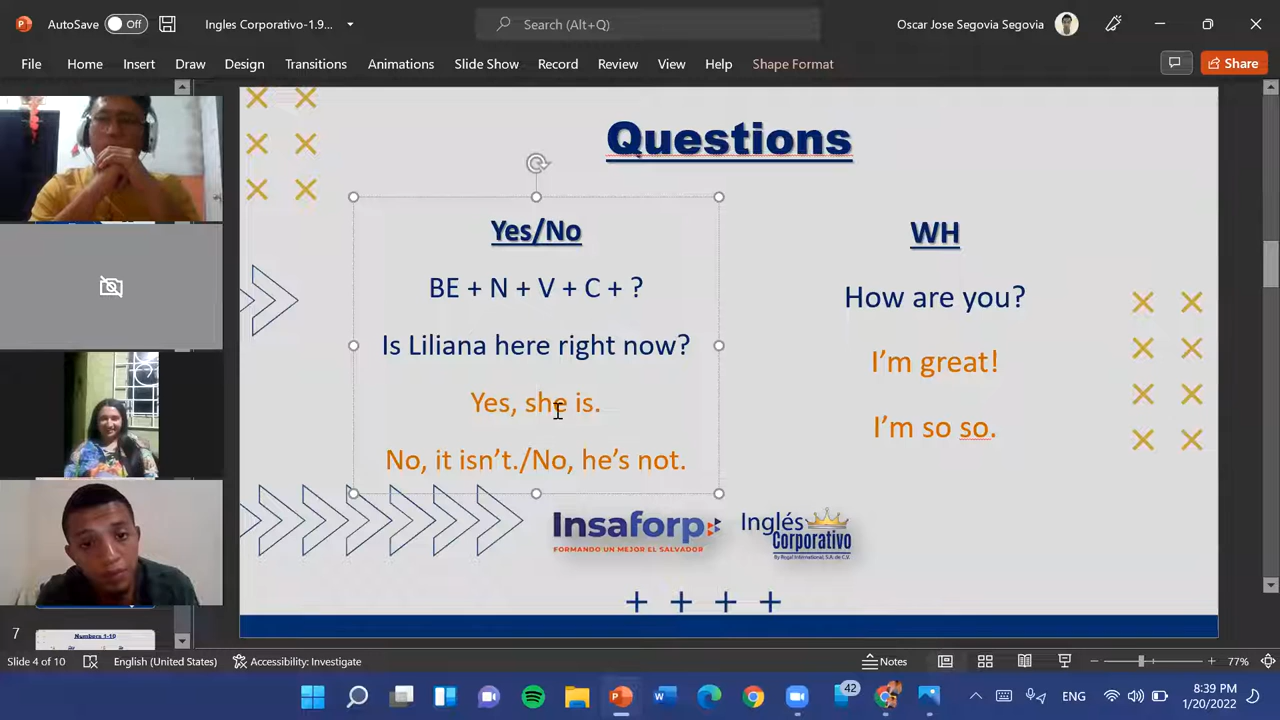 AutoSave Off Ingles Corporativo-1.9... Search (Alt+Q) Oscar Jose Segovia Segovia
File Home Insert Draw Design Transitions Animations Slide Show Record Review View Help Shape Format Share
Questions
Yes/No
BE + N + V + C + ?
Is Liliana here right now?
Yes, she is.
No, it isn't./No, he's not.
WH
How are you?
I'm great!
I'm so so.
Insaforp
FORMANDO UN MEJOR EL SALVADOR
Inglés
Corporativo
By Royal International, S.A. de C.V.
7
Numbers 1-10
Slide 4 of 10 English (United States) Accessibility: Investigate Notes 77%
42 ENG 8:39 PM
1/20/2022